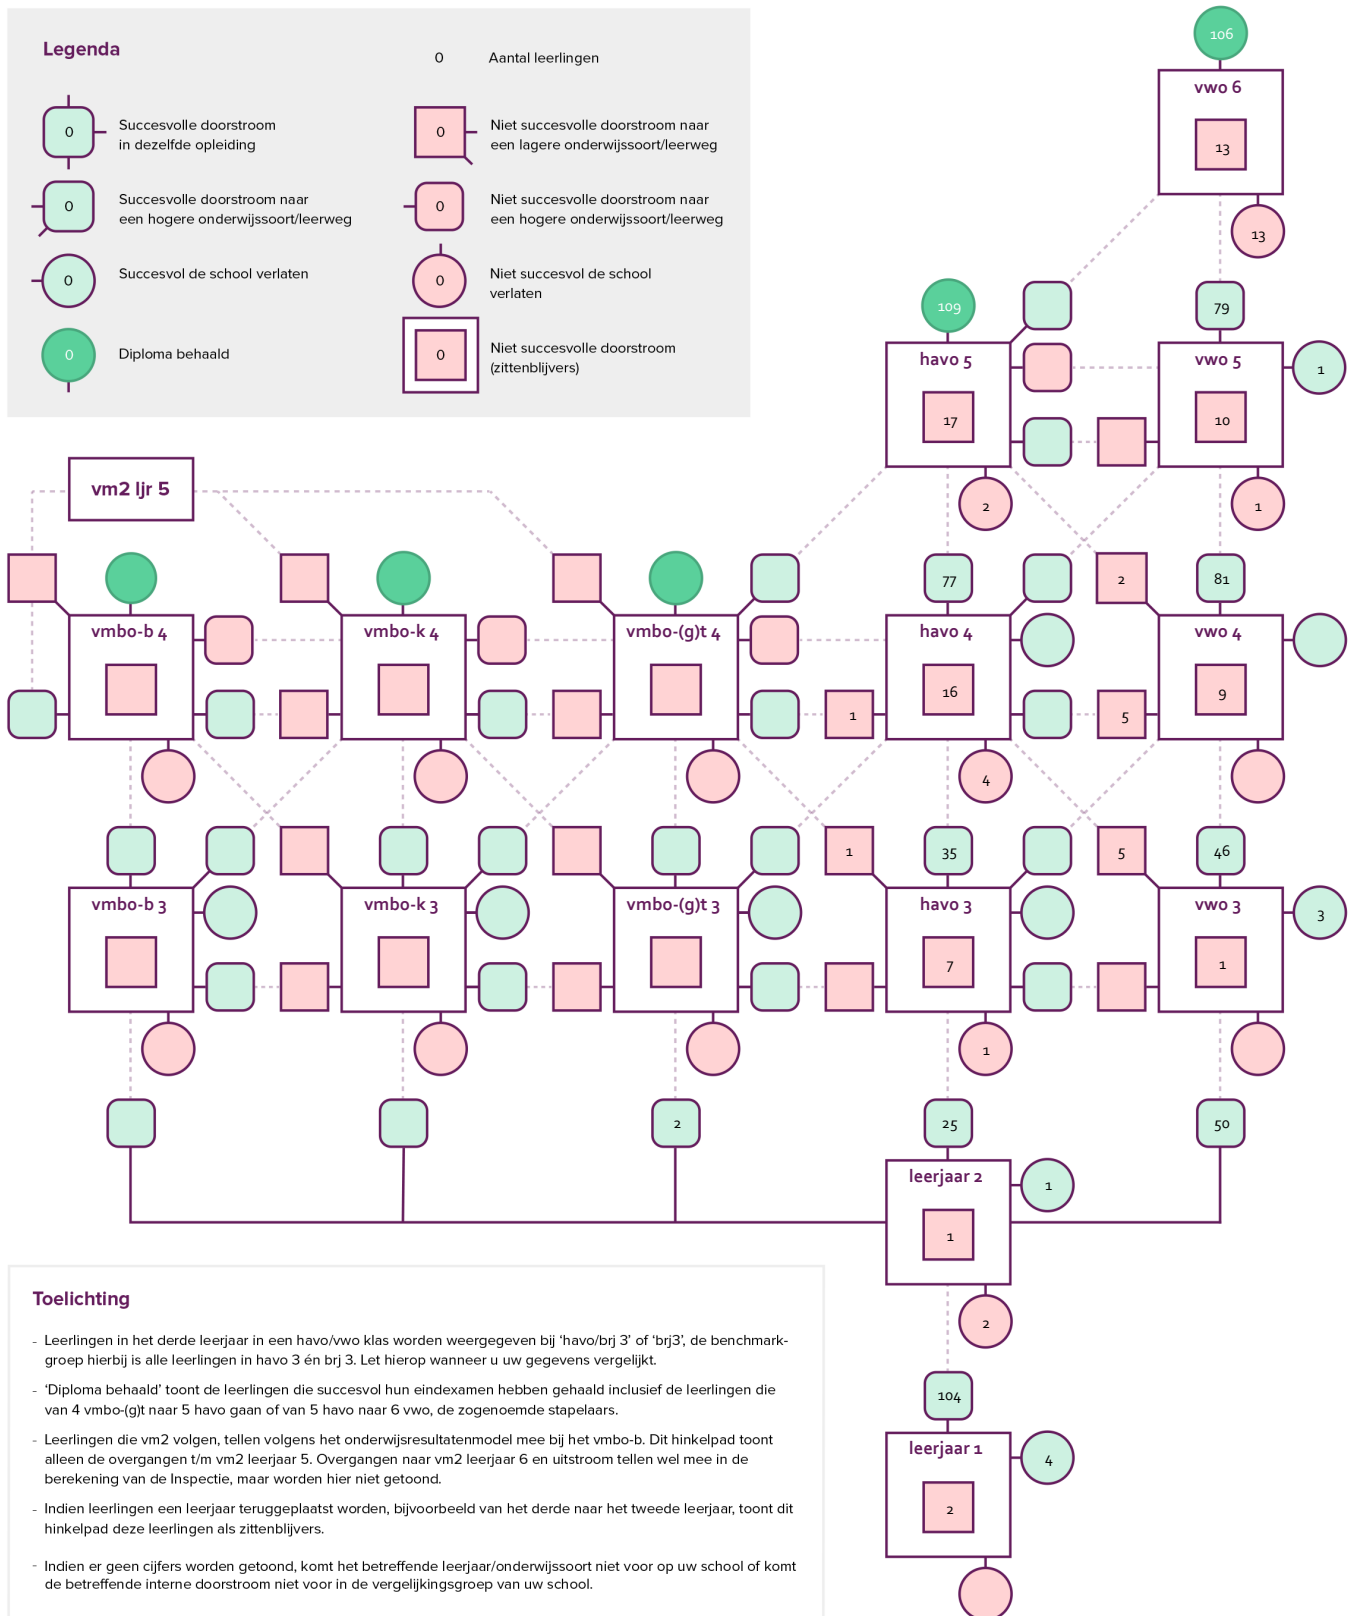 Legenda
0
Aantal leerlingen
0
Succesvolle doorstroom
in dezelfde opleiding
0
Niet succesvolle doorstroom naar
een lagere onderwijssoort/leerweg
0
Succesvolle doorstroom naar
een hogere onderwijssoort/leerweg
0
Niet succesvolle doorstroom naar
een hogere onderwijssoort/leerweg
0
Succesvol de school verlaten
0
Niet succesvol de school
verlaten
0
Diploma behaald
0
Niet succesvolle doorstroom
(zittenblijvers)
106
vwo 6
13
13
109
79
havo 5
vwo 5
1
17
10
2
1
vm2 ljr 5
77
2
81
vmbo-b 4
vmbo-k 4
vmbo-(g)t 4
havo 4
vwo 4
16
9
1
5
4
1
35
5
46
vmbo-b 3
vmbo-k 3
vmbo-(g)t 3
havo 3
vwo 3
3
7
1
1
2
25
50
leerjaar 2
1
1
2
104
leerjaar 1
4
2
Toelichting
- Leerlingen in het derde leerjaar in een havo/vwo klas worden weergegeven bij ‘havo/brj 3’ of ‘brj3’, de benchmark-
groep hierbij is alle leerlingen in havo 3 én brj 3. Let hierop wanneer u uw gegevens vergelijkt.
- ‘Diploma behaald’ toont de leerlingen die succesvol hun eindexamen hebben gehaald inclusief de leerlingen die
van 4 vmbo-(g)t naar 5 havo gaan of van 5 havo naar 6 vwo, de zogenoemde stapelaars.
- Leerlingen die vm2 volgen, tellen volgens het onderwijsresultatenmodel mee bij het vmbo-b. Dit hinkelpad toont
alleen de overgangen t/m vm2 leerjaar 5. Overgangen naar vm2 leerjaar 6 en uitstroom tellen wel mee in de
berekening van de Inspectie, maar worden hier niet getoond.
- Indien leerlingen een leerjaar teruggeplaatst worden, bijvoorbeeld van het derde naar het tweede leerjaar, toont dit
hinkelpad deze leerlingen als zittenblijvers.
- Indien er geen cijfers worden getoond, komt het betreffende leerjaar/onderwijssoort niet voor op uw school of komt
de betreffende interne doorstroom niet voor in de vergelijkingsgroep van uw school.